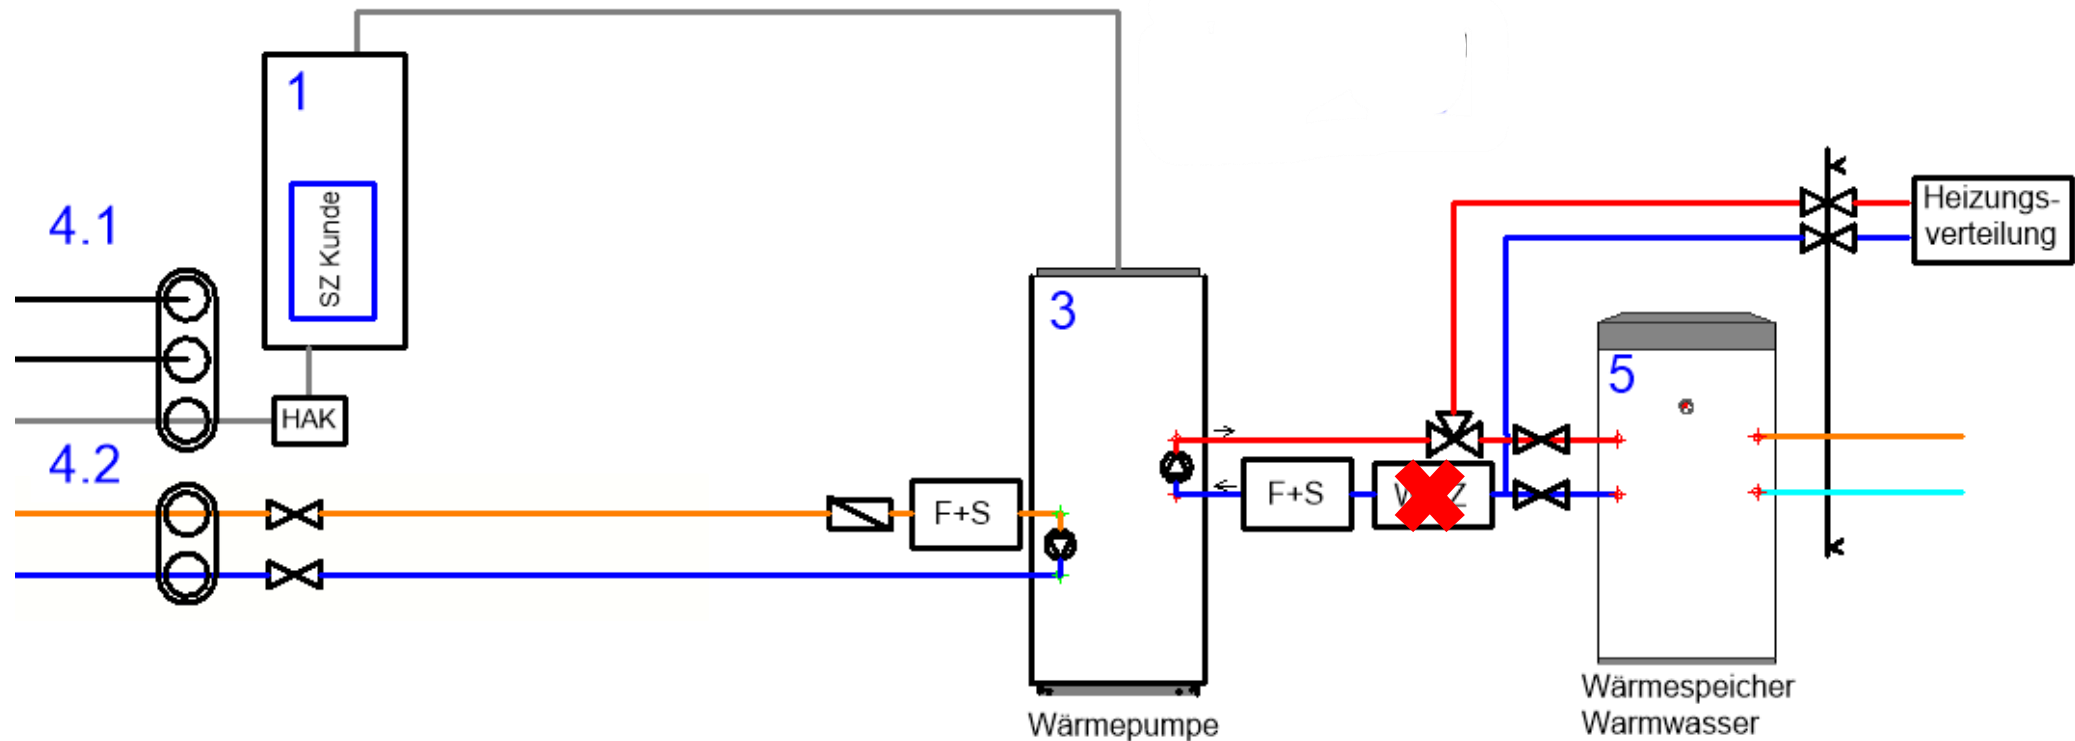 1
SZ Kunde
4.1
HAK
4.2
3
F+S
F+S
5
Heizungs-
verteilung
Wärmepumpe
Wärmespeicher
Warmwasser